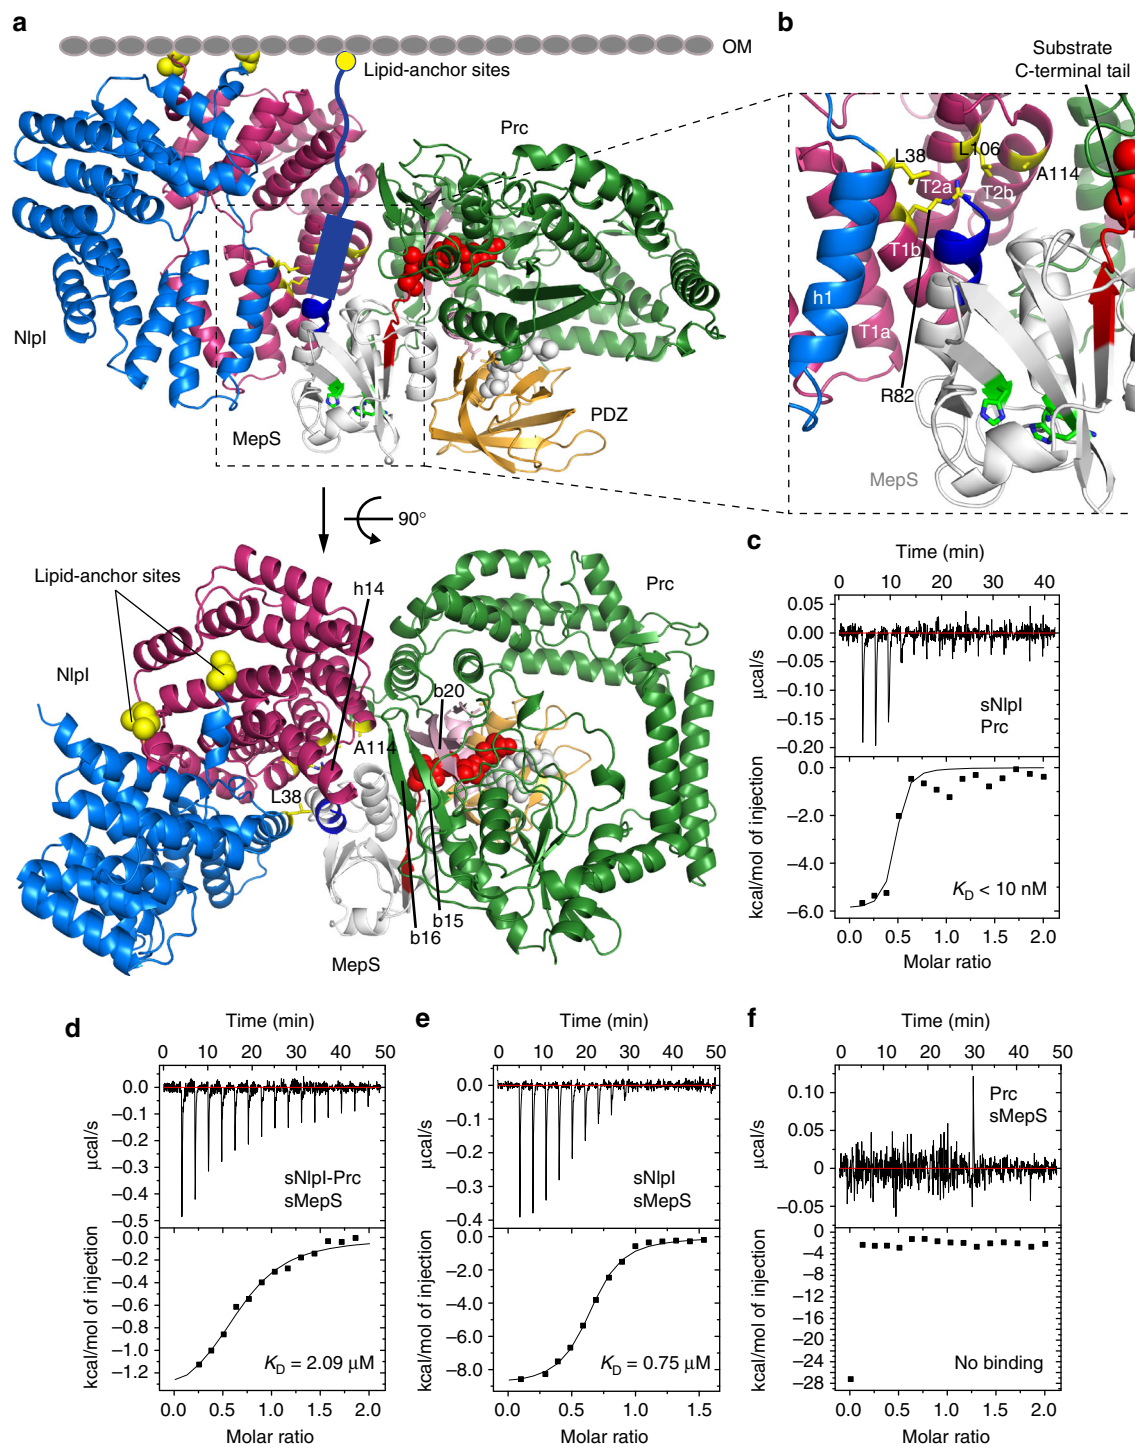 a
OM
Lipid-anchor sites
Prc
NlpI
MepS
PDZ
90°
Lipid-anchor sites
h14
Prc
NlpI
b20
A114
L38
b15
b16
MepS
b
Substrate
C-terminal tail
L38
L106
A114
T2a
T2b
T1b
h1
T1a
R82
MepS
c
Time (min)
0 10 20 30 40
0.05
0.00
−0.05
−0.10
−0.15
−0.20
µcal/s
sNlpI
Prc
0.0
−2.0
−4.0
−6.0
kcal/mol of injection
KD < 10 nM
0.0 0.5 1.0 1.5 2.0
Molar ratio
d
Time (min)
0 10 20 30 40 50
0.0
−0.1
−0.2
−0.3
−0.4
−0.5
µcal/s
sNlpI-Prc
sMepS
0.0
−0.2
−0.4
−0.6
−0.8
−1.0
−1.2
kcal/mol of injection
KD = 2.09 µM
0.0 0.5 1.0 1.5 2.0
Molar ratio
e
Time (min)
0 10 20 30 40 50
0.0
−0.1
−0.2
−0.3
−0.4
µcal/s
sNlpI
sMepS
0.0
−2.0
−4.0
−6.0
−8.0
kcal/mol of injection
KD = 0.75 µM
0.0 0.5 1.0 1.5
Molar ratio
f
Time (min)
0 10 20 30 40 50
0.10
0.05
0
−0.05
µcal/s
Prc
sMepS
0
−4
−8
−12
−16
−20
−24
−28
kcal/mol of injection
No binding
0.0 0.5 1.0 1.5 2.0
Molar ratio